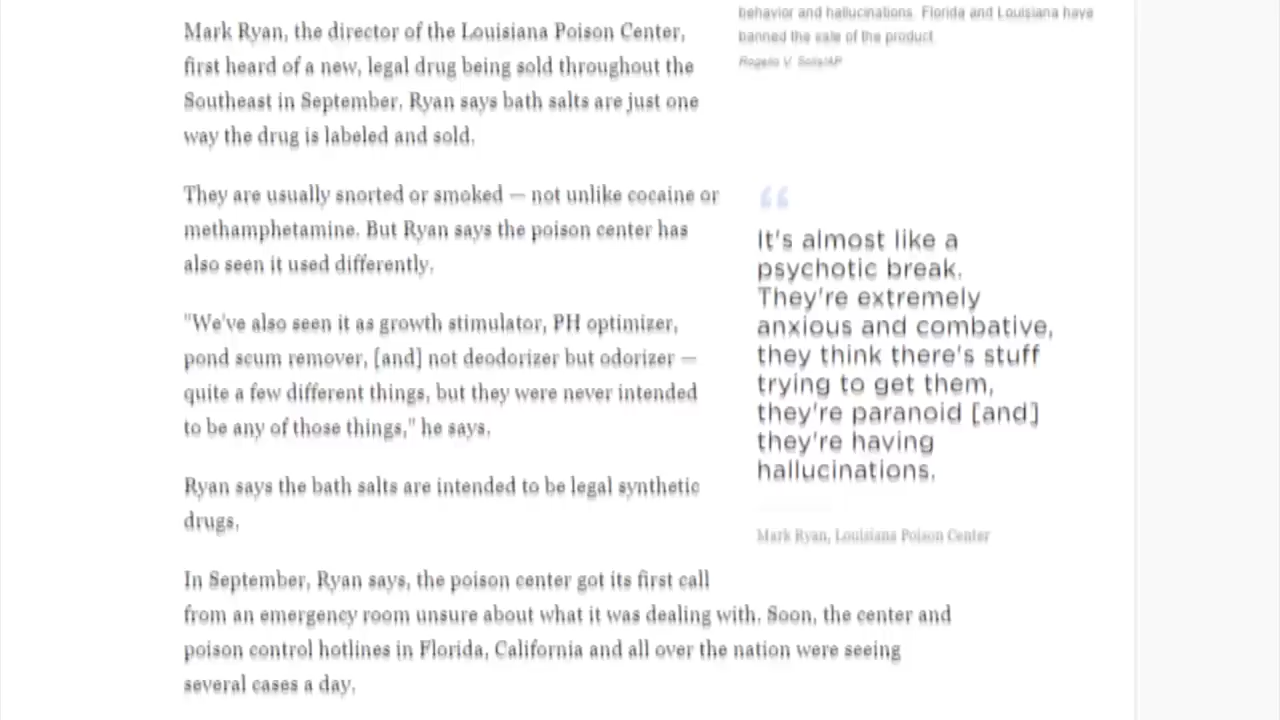 Mark Ryan, the director of the Louisiana Poison Center,
first heard of a new, legal drug being sold throughout the
Southeast in September. Ryan says bath salts are just one
way the drug is labeled and sold.
They are usually snorted or smoked — not unlike cocaine or
methamphetamine. But Ryan says the poison center has
also seen it used differently.
"We've also seen it as growth stimulator, PH optimizer,
pond scum remover, [and] not deodorizer but odorizer —
quite a few different things, but they were never intended
to be any of those things," he says.
Ryan says the bath salts are intended to be legal synthetic
drugs.
In September, Ryan says, the poison center got its first call
from an emergency room unsure about what it was dealing with. Soon, the center and
poison control hotlines in Florida, California and all over the nation were seeing
several cases a day.
behavior and hallucinations. Florida and Louisiana have
banned the sale of the product.
Rogelio V. Solis/AP
“
It's almost like a
psychotic break.
They're extremely
anxious and combative,
they think there's stuff
trying to get them,
they're paranoid [and]
they're having
hallucinations.
Mark Ryan, Louisiana Poison Center